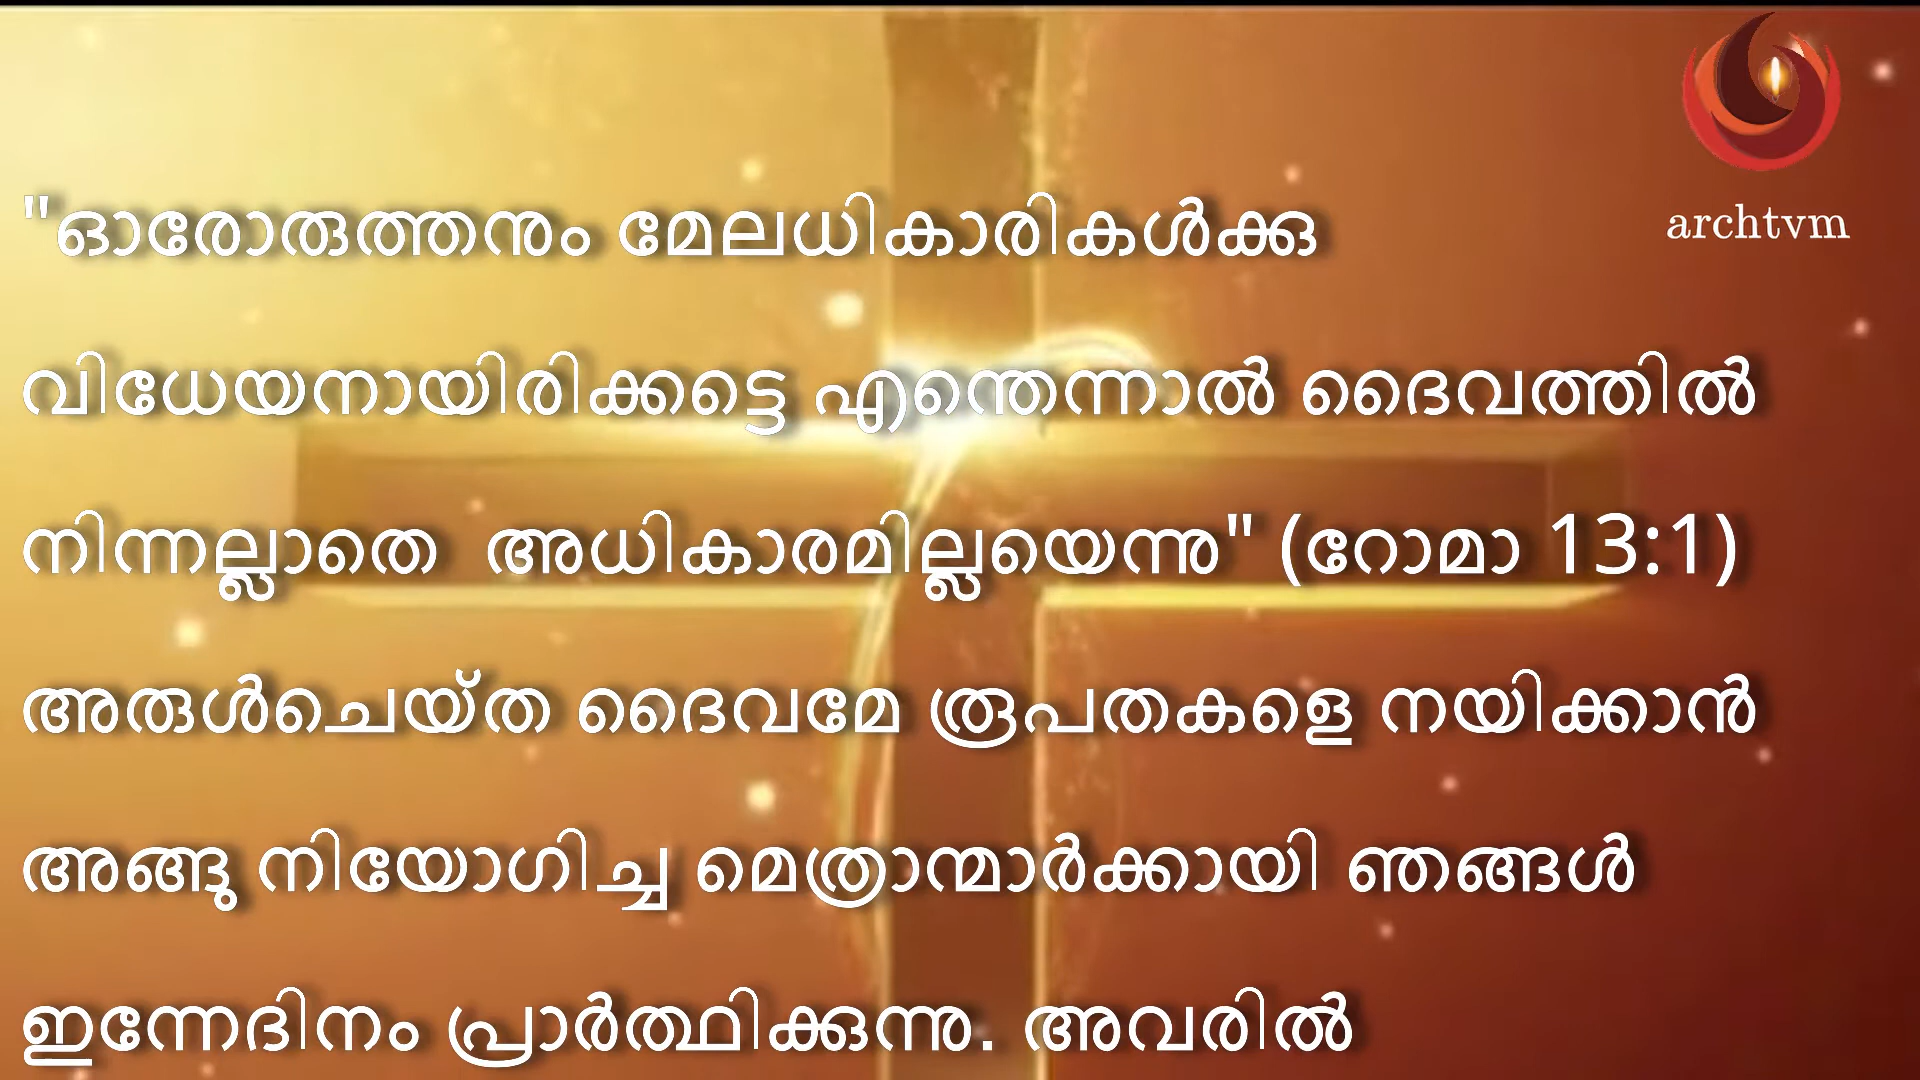 archtvm
"ഓരോരുത്തനും മേലധികാരികൾക്കു
വിധേയനായിരിക്കട്ടെ എന്തെന്നാൽ ദൈവത്തിൽ
നിന്നല്ലാതെ അധികാരമില്ലയെന്നു" (റോമാ 13:1)
അരുൾചെയ്ത ദൈവമേ രൂപതകളെ നയിക്കാൻ
അങ്ങു നിയോഗിച്ച മെത്രാന്മാർക്കായി ഞങ്ങൾ
ഇന്നേദിനം പ്രാർത്ഥിക്കുന്നു. അവരിൽ